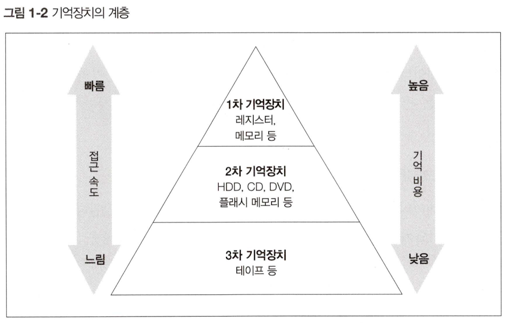 그림 1-2 기억장치의 계층
빠름
접근 속도
느림
1차 기억장치
레지스터,
메모리 등
2차 기억장치
HDD, CD, DVD,
플래시 메모리 등
3차 기억장치
테이프 등
높음
기억 비용
낮음